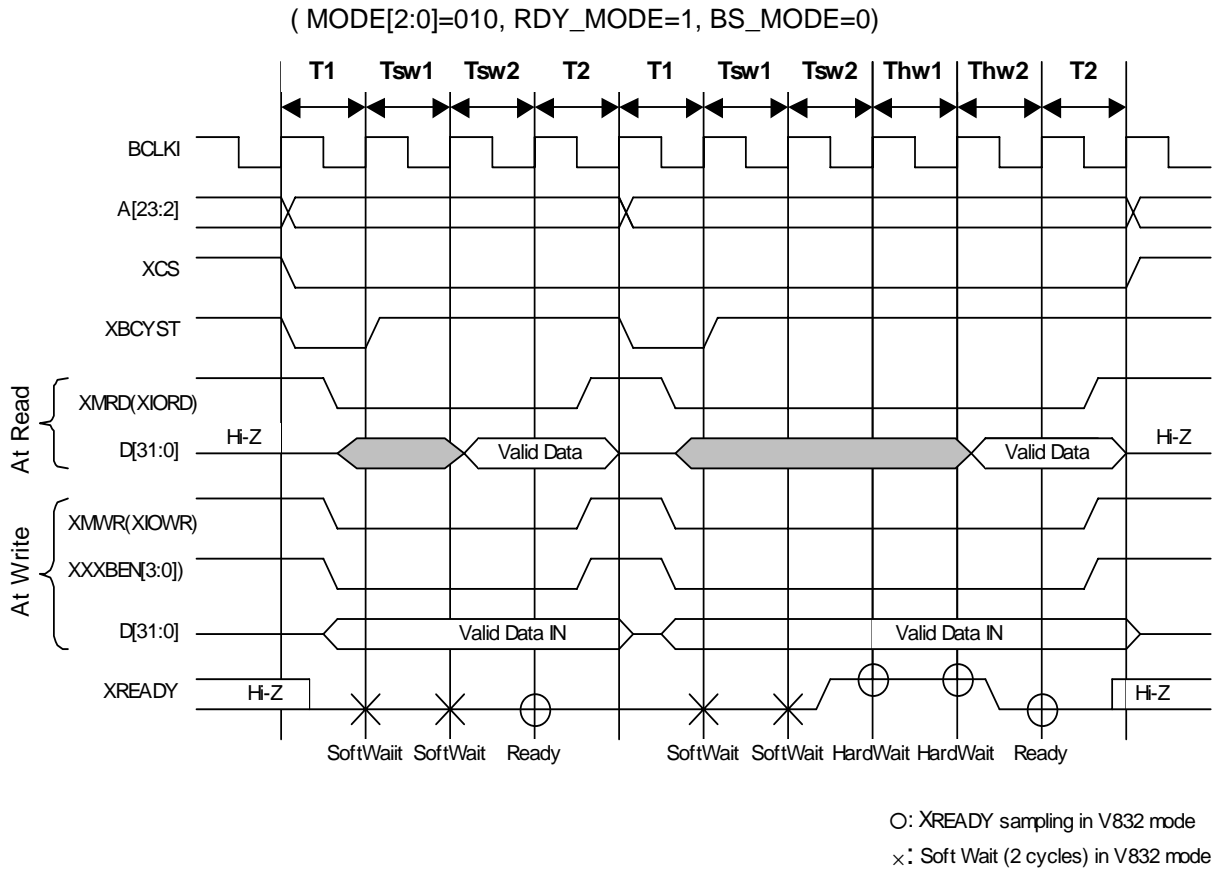 ( MODE[2:0]=010, RDY_MODE=1, BS_MODE=0)
T1 Tsw1 Tsw2 T2 T1 Tsw1 Tsw2 Thw1 Thw2 T2
BCLKI
A[23:2]
XCS
XBCYST
At Read
XMRD(XIORD)
D[31:0] Hi-Z Valid Data Valid Data Hi-Z
At Write
XMWR(XIOWR)
XXXBEN[3:0])
D[31:0] Valid Data IN Valid Data IN
XREADY Hi-Z Hi-Z
SoftWaiit SoftWait Ready SoftWait SoftWait HardWait HardWait Ready
O: XREADY sampling in V832 mode
×: Soft Wait (2 cycles) in V832 mode